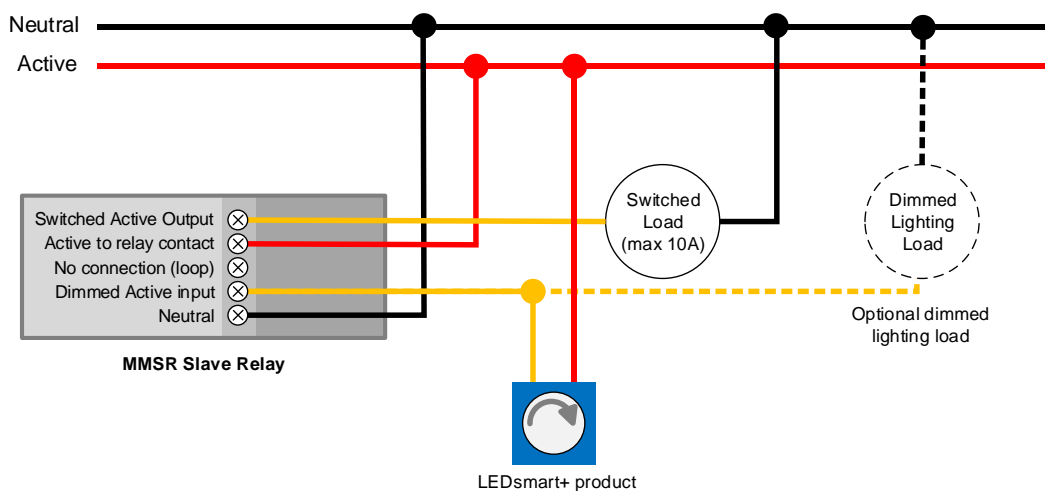 Neutral
Active
Switched Active Output
Active to relay contact
No connection (loop)
Dimmed Active input
Neutral
MMSR Slave Relay
Switched
Load
(max 10A)
Dimmed
Lighting
Load
Optional dimmed
lighting load
LEDsmart+ product